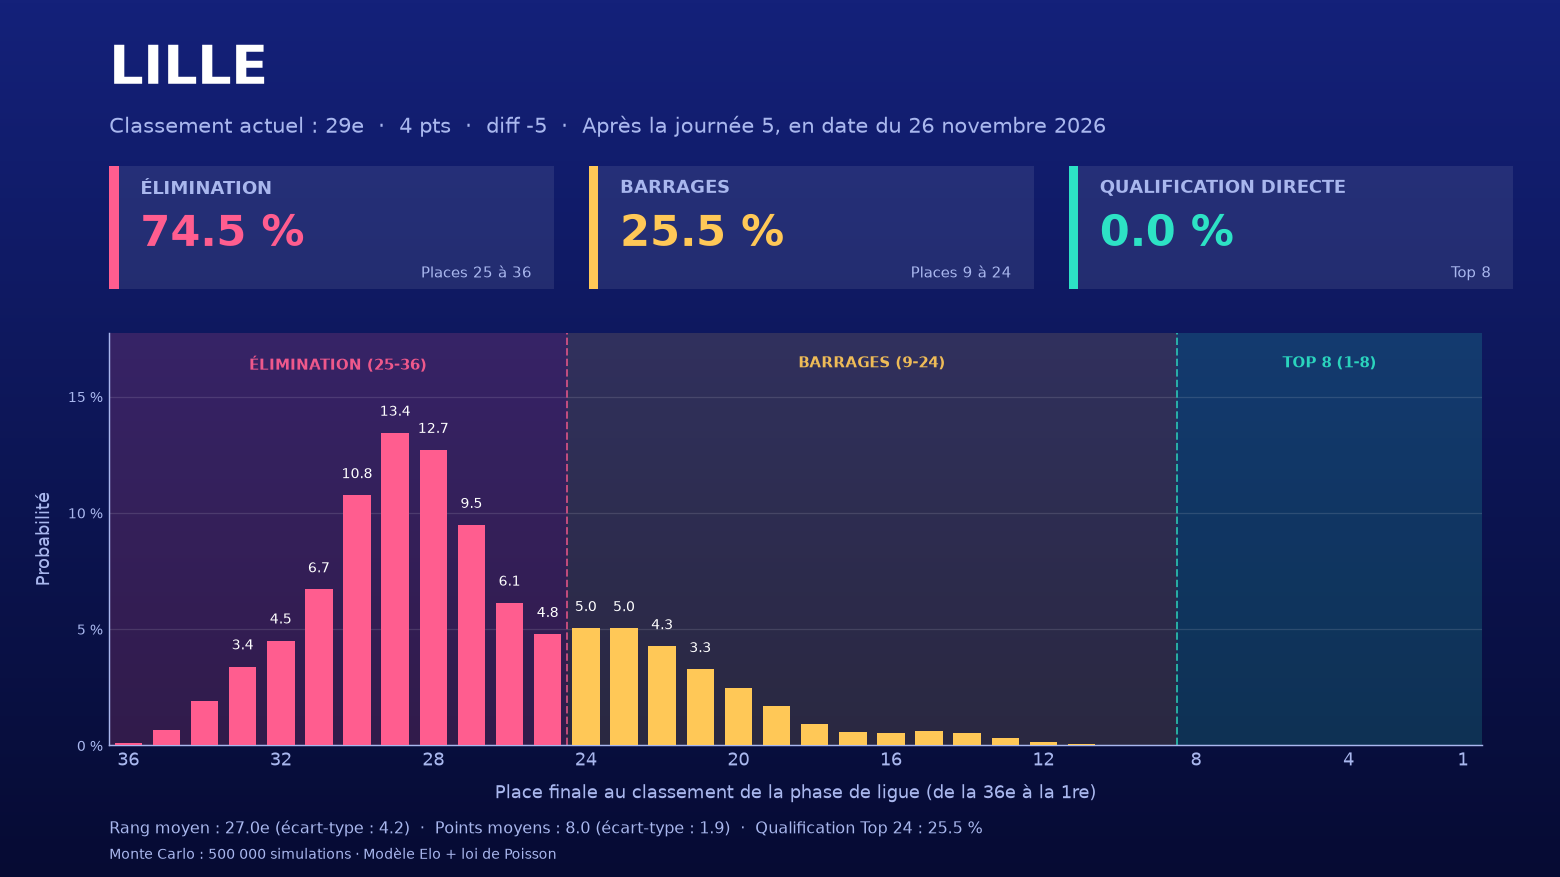 LILLE
Classement actuel : 29e · 4 pts · diff -5 · Après la journée 5, en date du 26 novembre 2026
ÉLIMINATION
74.5 %
Places 25 à 36
BARRAGES
25.5 %
Places 9 à 24
QUALIFICATION DIRECTE
0.0 %
Top 8
ÉLIMINATION (25-36)
BARRAGES (9-24)
TOP 8 (1-8)
Probabilité
15 %
10 %
5 %
0 %
3.4
4.5
6.7
10.8
13.4
12.7
9.5
6.1
4.8
5.0
5.0
4.3
3.3
36 32 28 24 20 16 12 8 4 1
Place finale au classement de la phase de ligue (de la 36e à la 1re)
Rang moyen : 27.0e (écart-type : 4.2) · Points moyens : 8.0 (écart-type : 1.9) · Qualification Top 24 : 25.5 %
Monte Carlo : 500 000 simulations · Modèle Elo + loi de Poisson